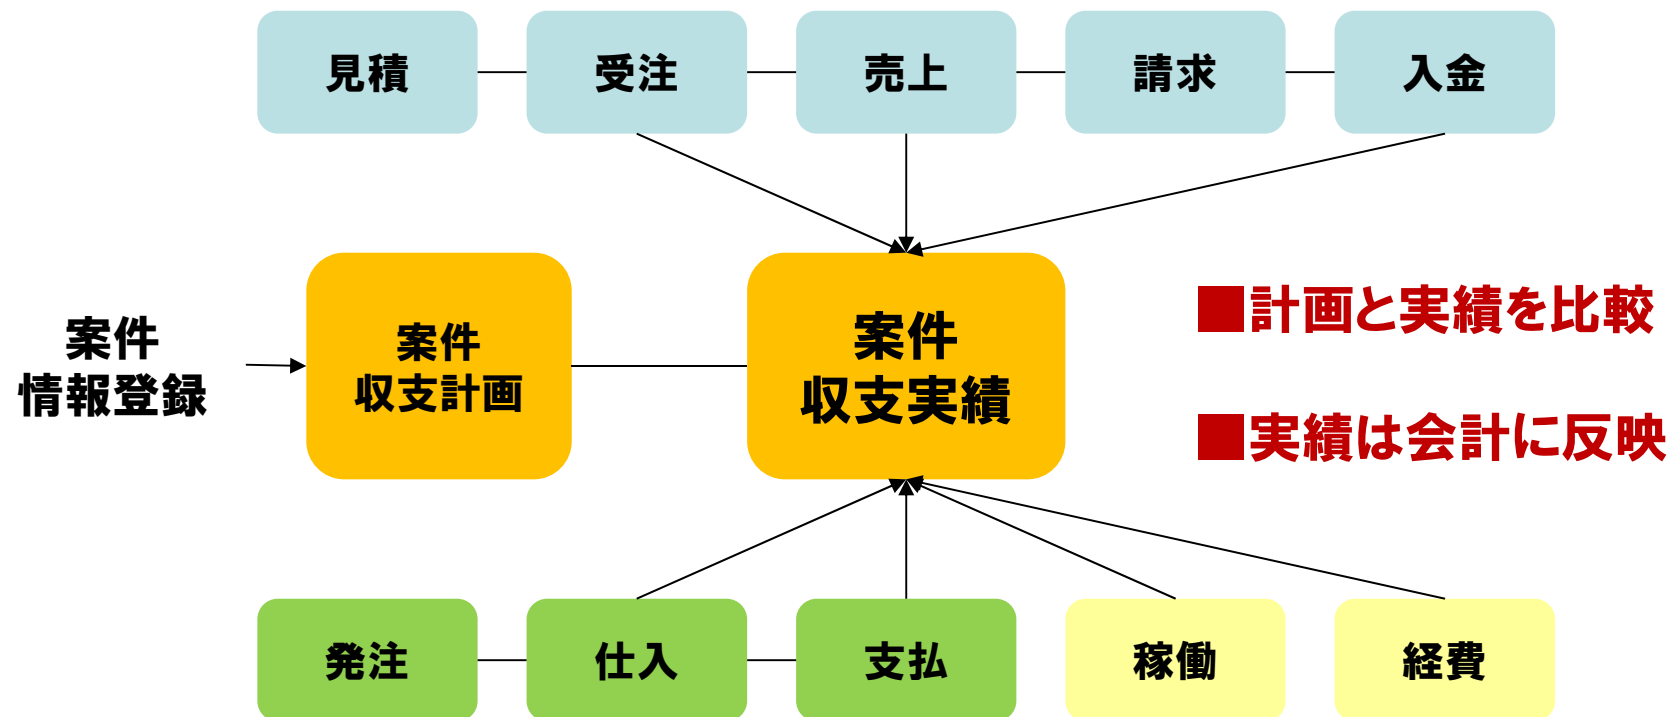 見積
受注
売上
請求
入金
案件
情報登録
案件
収支計画
案件
収支実績
■計画と実績を比較
■実績は会計に反映
発注
仕入
支払
稼働
経費